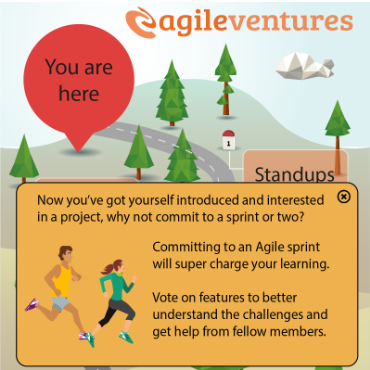 agileventures
You are
here
1
Standups
Now you've got yourself introduced and interested
in a project, why not commit to a sprint or two?
Committing to an Agile sprint
will super charge your learning.
Vote on features to better
understand the challenges and
get help from fellow members.